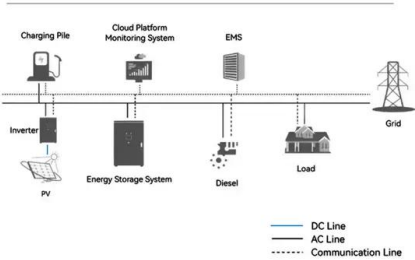 Charging Pile
Cloud Platform
Monitoring System
EMS
Grid
Inverter
PV
Energy Storage System
Diesel
Load
DC Line
AC Line
Communication Line